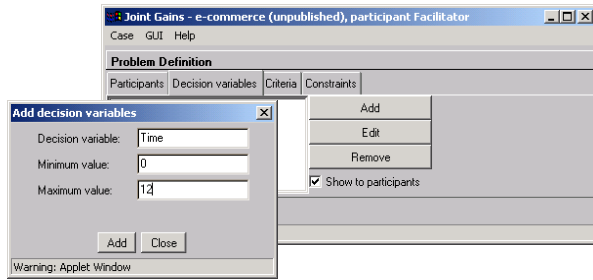 Joint Gains - e-commerce (unpublished), participant Facilitator
Case GUI Help
Problem Definition
Participants Decision variables Criteria Constraints
Add
Edit
Remove
Show to participants
Add decision variables
Decision variable: Time
Minimum value: 0
Maximum value: 12
Add Close
Warning: Applet Window